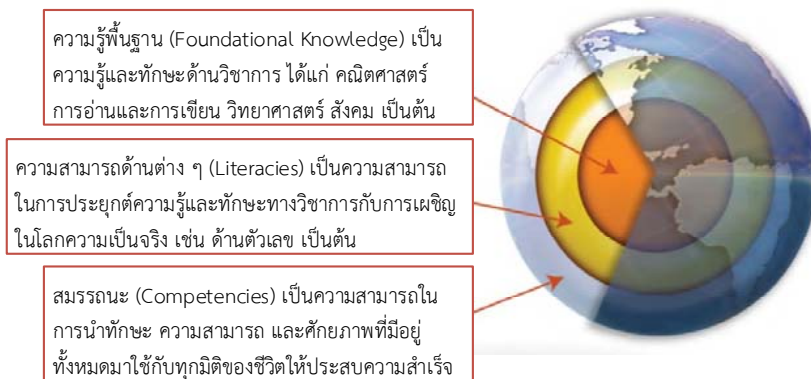 ความรู้พื้นฐาน (Foundational Knowledge) เป็น
ความรู้และทักษะด้านวิชาการ ได้แก่ คณิตศาสตร์
การอ่านและการเขียน วิทยาศาสตร์ สังคม เป็นต้น
ความสามารถด้านต่าง ๆ (Literacies) เป็นความสามารถ
ในการประยุกต์ความรู้และทักษะทางวิชาการกับการเผชิญ
ในโลกความเป็นจริง เช่น ด้านตัวเลข เป็นต้น
สมรรถนะ (Competencies) เป็นความสามารถใน
การนำทักษะ ความสามารถ และศักยภาพที่มีอยู่
ทั้งหมดมาใช้กับทุกมิติของชีวิตให้ประสบความสำเร็จ